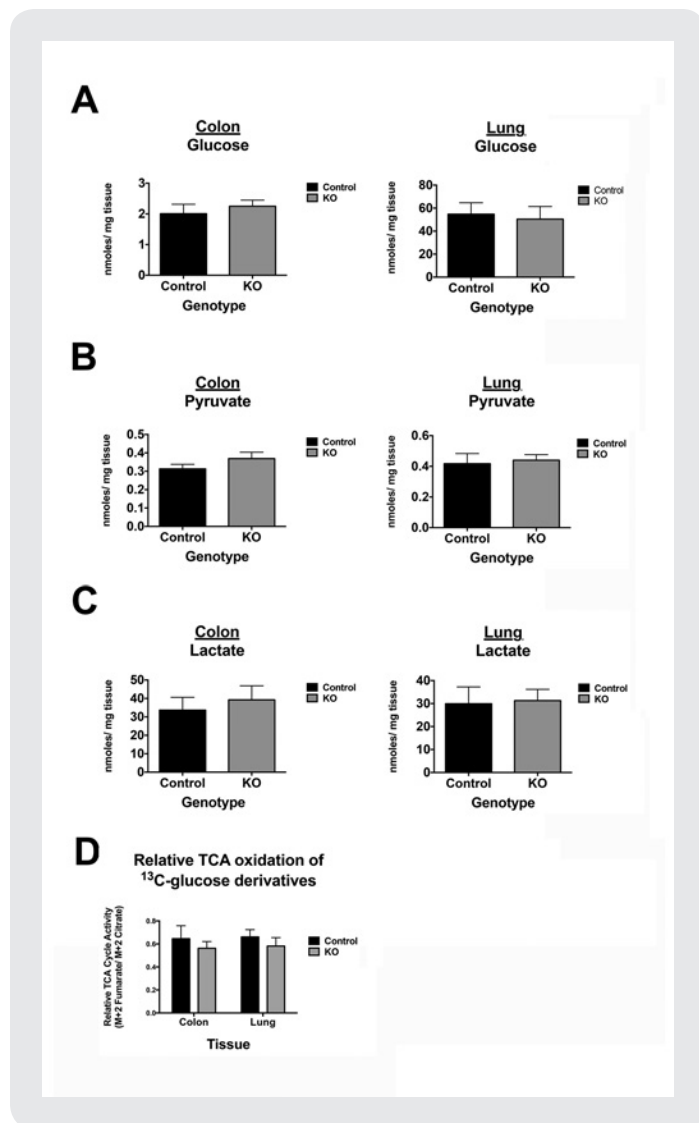 A
Colon
Glucose
nmoles/ mg tissue
3
2
1
0
Control
KO
Genotype
Control
KO
Lung
Glucose
nmoles/ mg tissue
80
60
40
20
0
Control
KO
Genotype
Control
KO
B
Colon
Pyruvate
nmoles/ mg tissue
0.5
0.4
0.3
0.2
0.1
0.0
Control
KO
Genotype
Control
KO
Lung
Pyruvate
nmoles/ mg tissue
0.6
0.4
0.2
0.0
Control
KO
Genotype
Control
KO
C
Colon
Lactate
nmoles/ mg tissue
50
40
30
20
10
0
Control
KO
Genotype
Control
KO
Lung
Lactate
nmoles/ mg tissue
40
30
20
10
0
Control
KO
Genotype
Control
KO
D
Relative TCA oxidation of
¹³C-glucose derivatives
Relative TCA Cycle Activity
(M+2 Fumarate/ M+2 Citrate)
0.8
0.6
0.4
0.2
0.0
Colon
Lung
Tissue
Control
KO